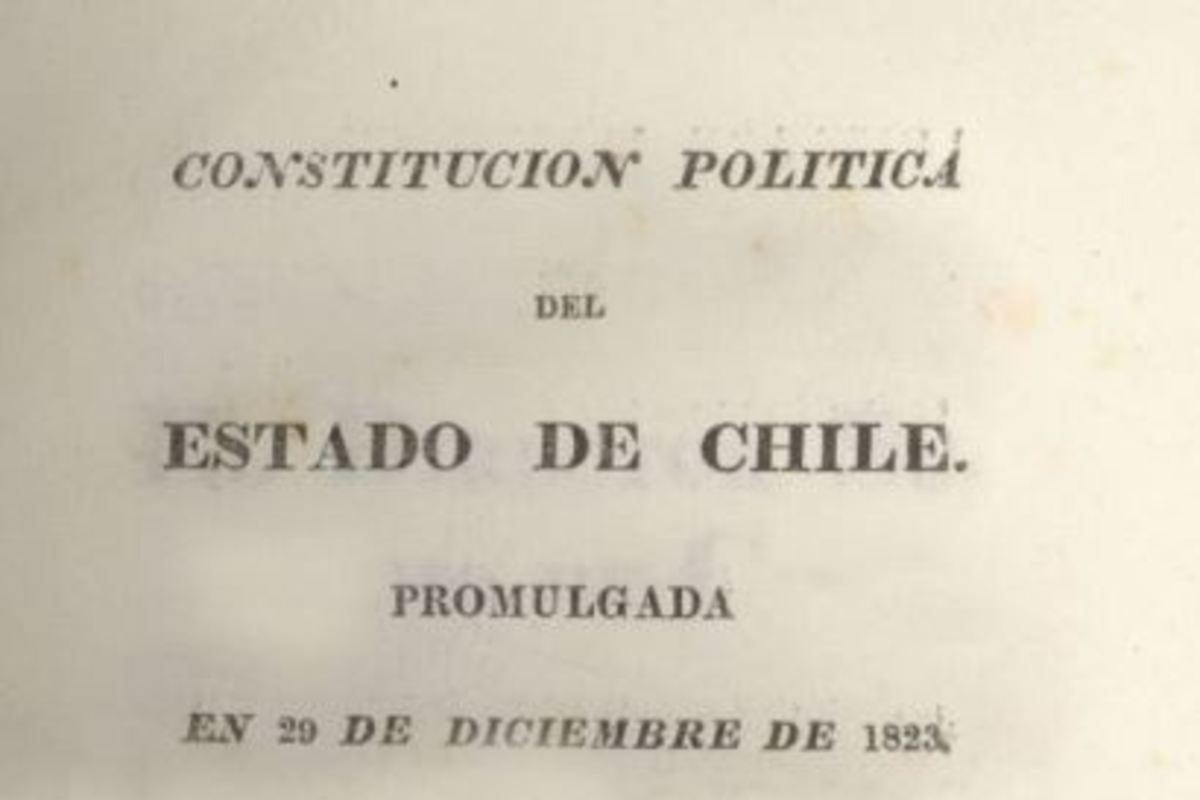 CONSTITUCION POLITICA
DEL
ESTADO DE CHILE.
PROMULGADA
EN 29 DE DICIEMBRE DE 1823.